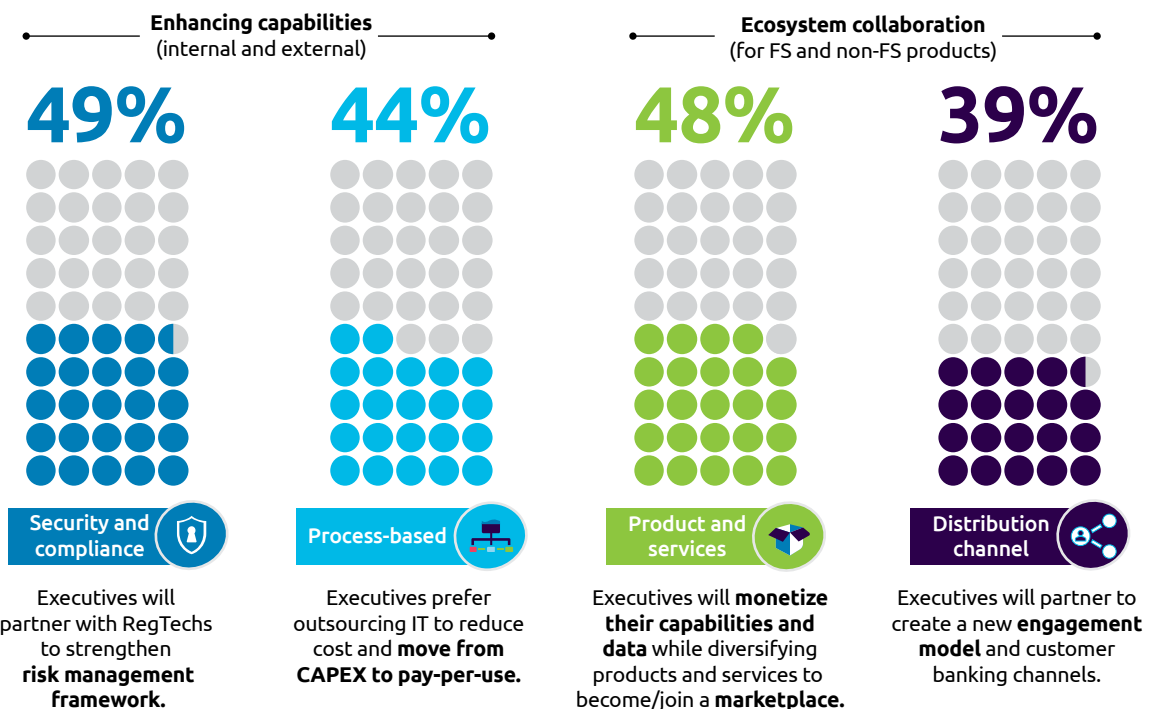 Enhancing capabilities
(internal and external)
Ecosystem collaboration
(for FS and non-FS products)
49%
44%
48%
39%
Security and
compliance
Process-based
Product and
services
Distribution
channel
Executives will
partner with RegTechs
to strengthen
risk management
framework.
Executives prefer
outsourcing IT to reduce
cost and move from
CAPEX to pay-per-use.
Executives will monetize
their capabilities and
data while diversifying
products and services to
become/join a marketplace.
Executives will partner to
create a new engagement
model and customer
banking channels.